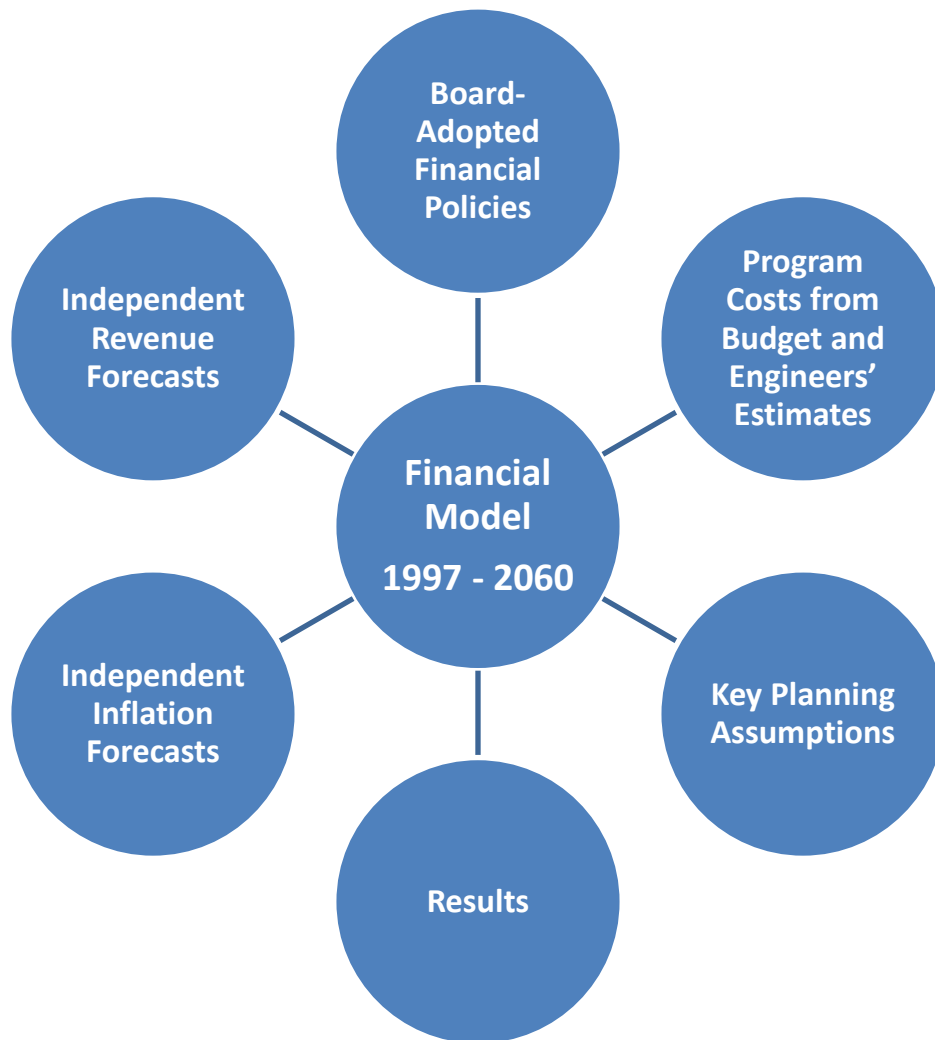 Board-
Adopted
Financial
Policies
Program
Costs from
Budget and
Engineers’
Estimates
Independent
Revenue
Forecasts
Financial
Model
1997 - 2060
Independent
Inflation
Forecasts
Key Planning
Assumptions
Results